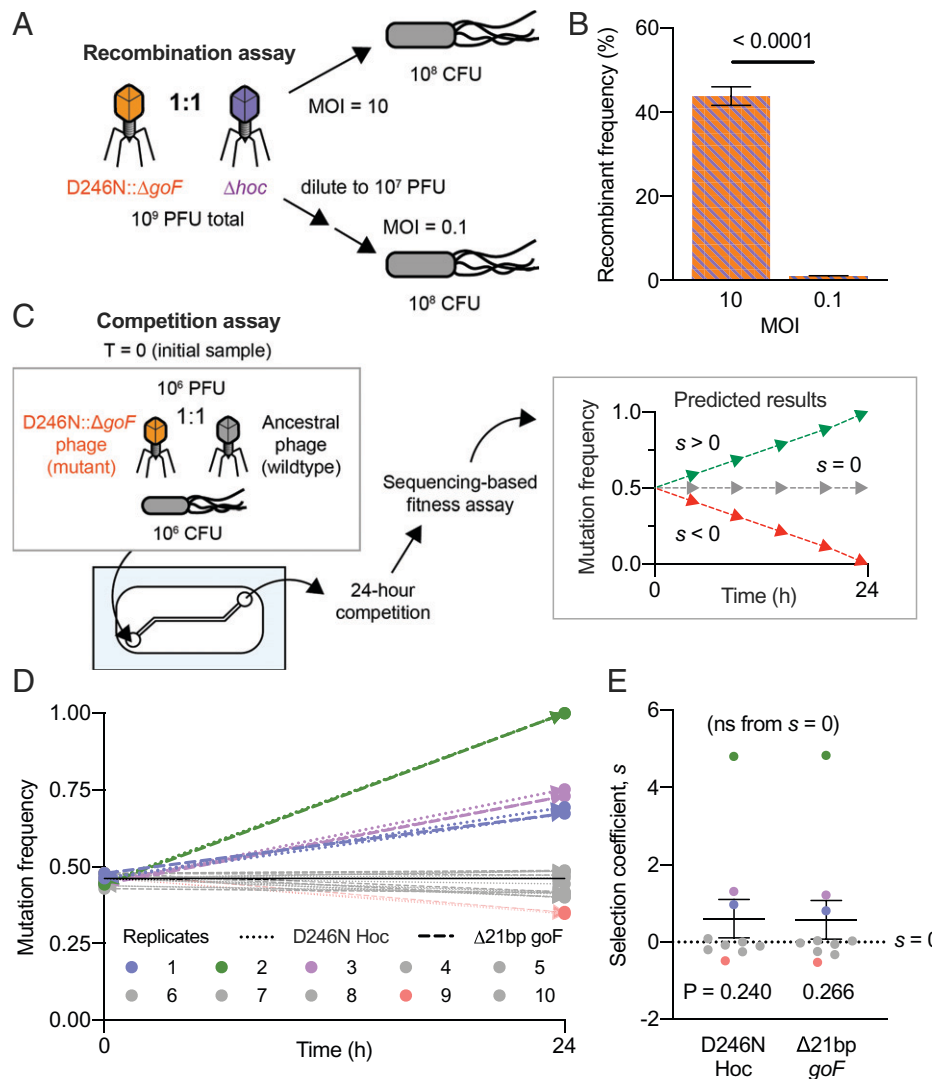 A
Recombination assay
1:1
D246N::ΔgoF
Δhoc
10⁹ PFU total
MOI = 10
10⁸ CFU
dilute to 10⁷ PFU
MOI = 0.1
10⁸ CFU
B
< 0.0001
Recombinant frequency (%)
60
40
20
0
10
0.1
MOI
C
Competition assay
T = 0 (initial sample)
10⁶ PFU
1:1
D246N::ΔgoF
phage
(mutant)
Ancestral
phage
(wildtype)
10⁶ CFU
24-hour
competition
Sequencing-based
fitness assay
Predicted results
Mutation frequency
1.0
0.5
0.0
s > 0
s = 0
s < 0
0
24
Time (h)
D
Mutation frequency
1.00
0.75
0.50
0.25
0.00
Replicates
D246N Hoc
Δ21bp goF
1
2
3
4
5
6
7
8
9
10
0
24
Time (h)
E
Selection coefficient, s
6
4
2
0
-2
(ns from s = 0)
s = 0
P = 0.240
0.266
D246N
Hoc
Δ21bp
goF